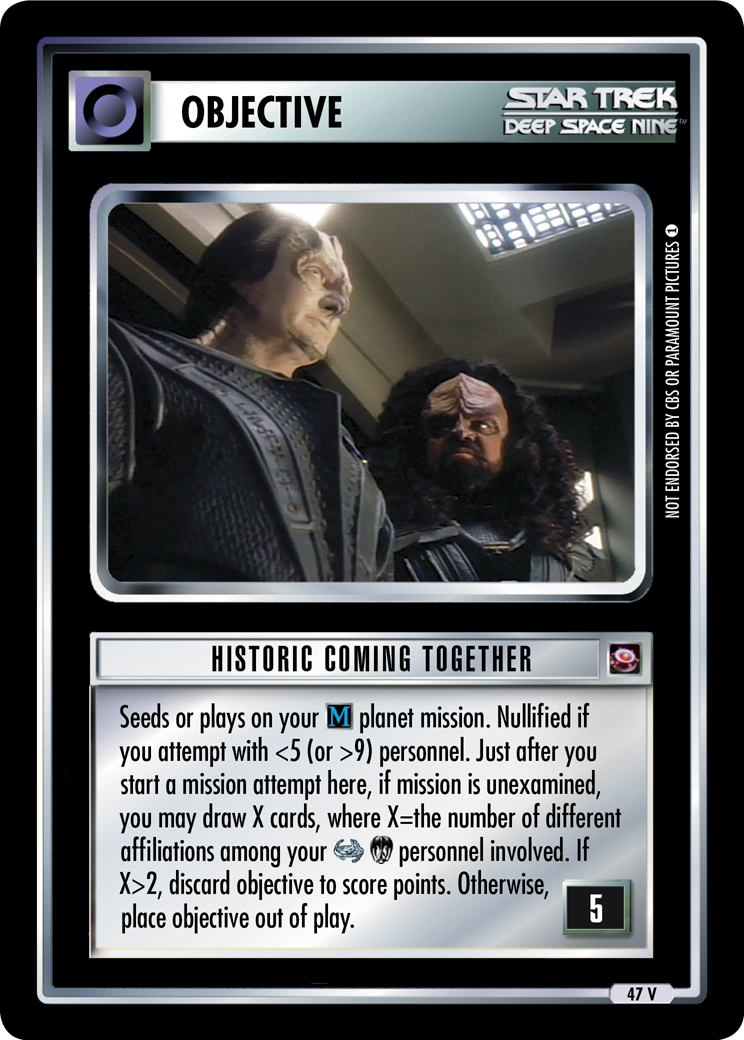 OBJECTIVE
STAR TREK
DEEP SPACE NINE™
NOT ENDORSED BY CBS OR PARAMOUNT PICTURES 1
HISTORIC COMING TOGETHER
Seeds or plays on your M planet mission. Nullified if
you attempt with <5 (or >9) personnel. Just after you
start a mission attempt here, if mission is unexamined,
you may draw X cards, where X=the number of different
affiliations among your personnel involved. If
X>2, discard objective to score points. Otherwise,
place objective out of play.
5
47 V